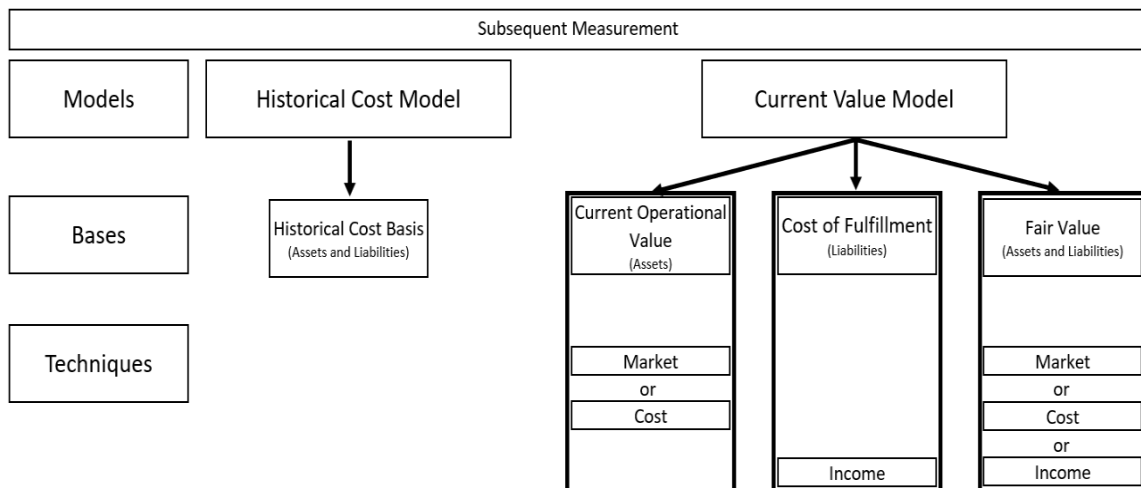 Subsequent Measurement
Models
Historical Cost Model
Current Value Model
Bases
Historical Cost Basis
(Assets and Liabilities)
Current Operational
Value
(Assets)
Cost of Fulfillment
(Liabilities)
Fair Value
(Assets and Liabilities)
Techniques
Market
or
Cost
Income
Market
or
Cost
or
Income